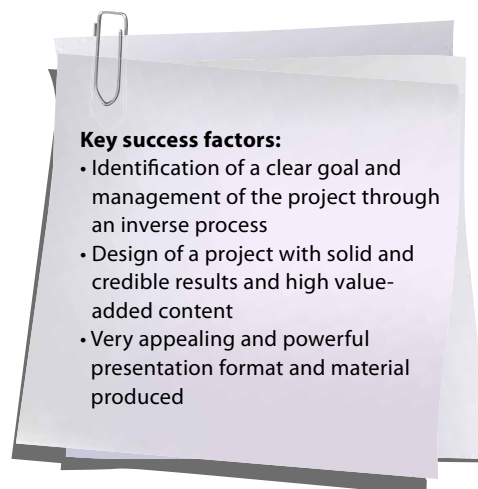 Key success factors:
• Identification of a clear goal and
management of the project through
an inverse process
• Design of a project with solid and
credible results and high value-
added content
• Very appealing and powerful
presentation format and material
produced